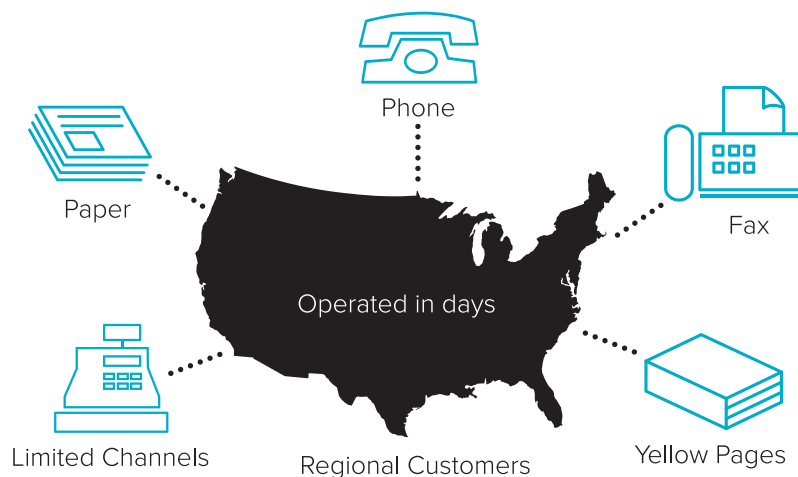 Phone
Paper
Fax
Operated in days
Limited Channels
Regional Customers
Yellow Pages